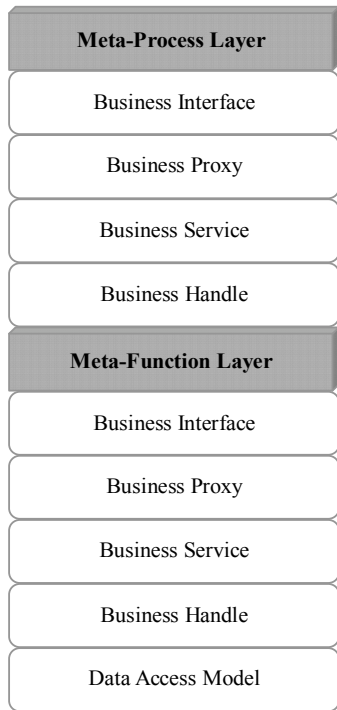 Meta-Process Layer
Business Interface
Business Proxy
Business Service
Business Handle
Meta-Function Layer
Business Interface
Business Proxy
Business Service
Business Handle
Data Access Model